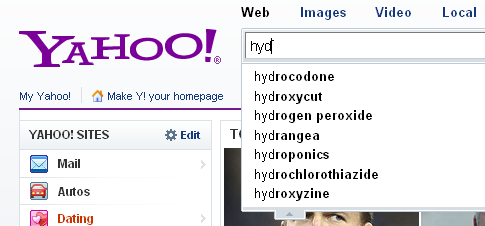 Web Images Video Local
YAHOO!®
hyd
My Yahoo! Make Y! your homepage
hydrocodone
hydroxycut
hydrogen peroxide
hydrangea
hydroponics
hydrochlorothiazide
hydroxyzine
YAHOO! SITES Edit
TO
Mail
Autos
Dating